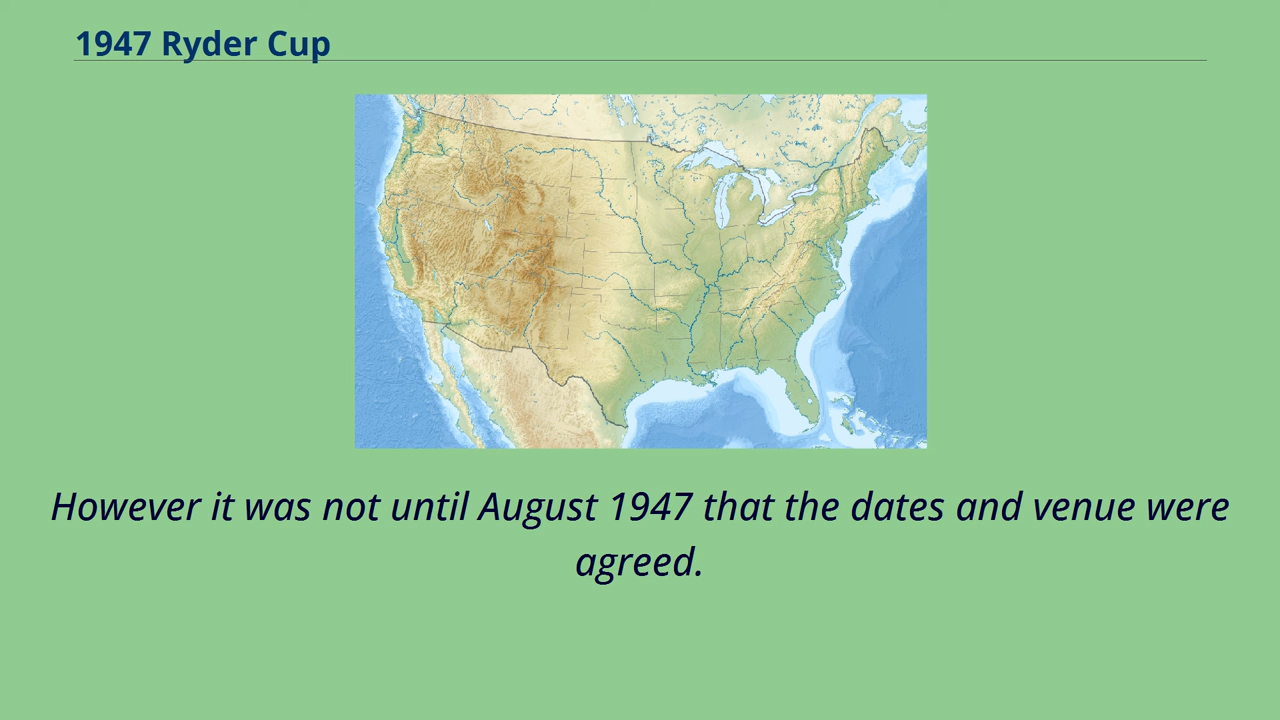 1947 Ryder Cup
However it was not until August 1947 that the dates and venue were
agreed.